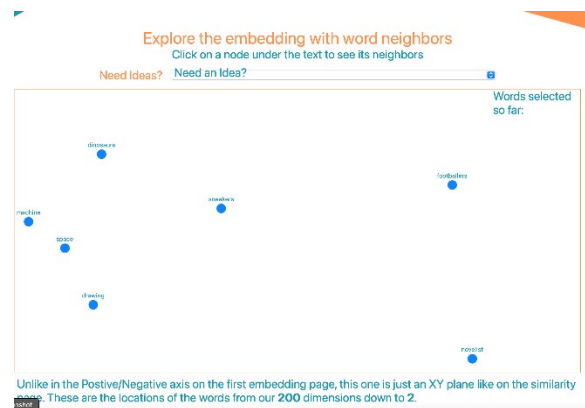 Explore the embedding with word neighbors
Click on a node under the text to see its neighbors
Need Ideas? Need an Idea?
Words selected
so far:
dinosaurs
footballers
sneakers
machine
space
drawing
novelist
Unlike in the Postive/Negative axis on the first embedding page, this one is just an XY plane like on the similarity
page. These are the locations of the words from our 200 dimensions down to 2.